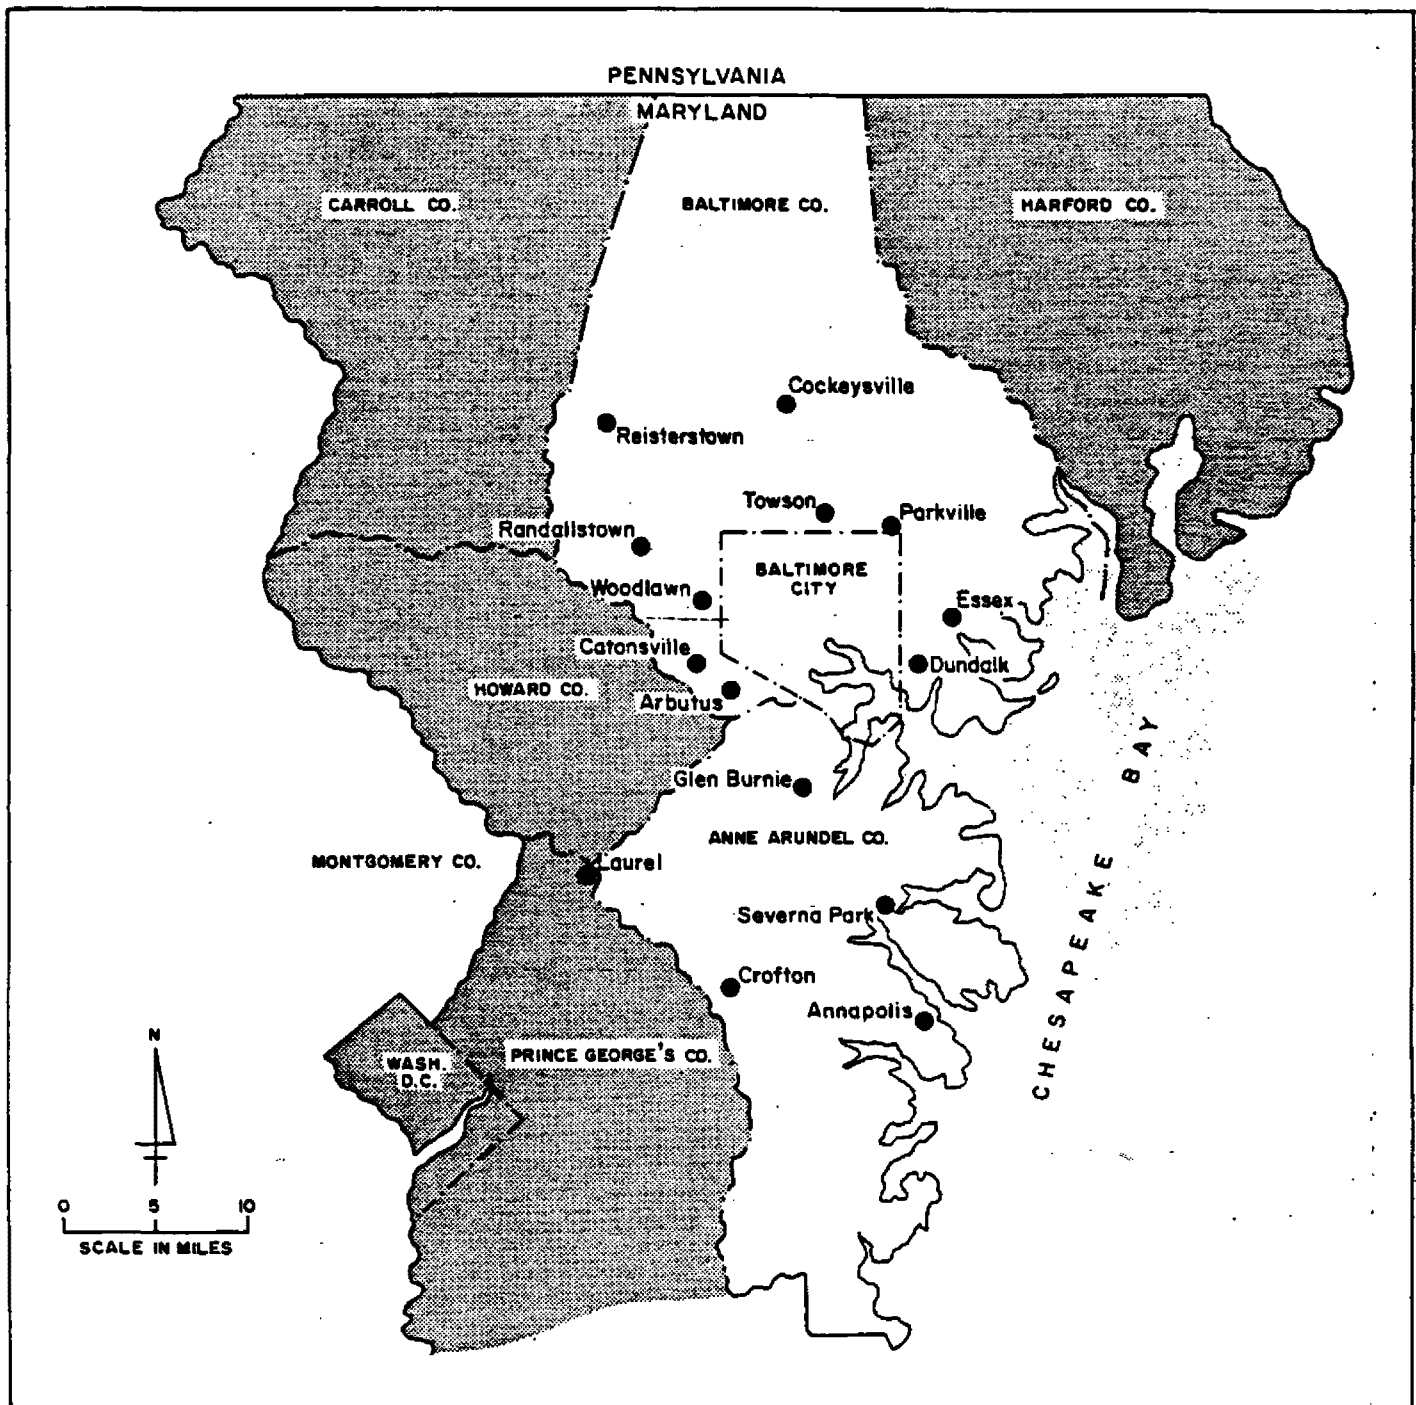 PENNSYLVANIA
MARYLAND
CARROLL CO.
BALTIMORE CO.
HARFORD CO.
Cockeysville
Reisterstown
Towson
Parkville
Randallstown
BALTIMORE
CITY
Woodlawn
Essex
Catonsville
Dundalk
HOWARD CO.
Arbutus
Glen Burnie
ANNE ARUNDEL CO.
MONTGOMERY CO.
Laurel
CHESAPEAKE BAY
Severna Park
Crofton
Annapolis
N
WASH.
D.C.
PRINCE GEORGE'S CO.
0 5 10
SCALE IN MILES